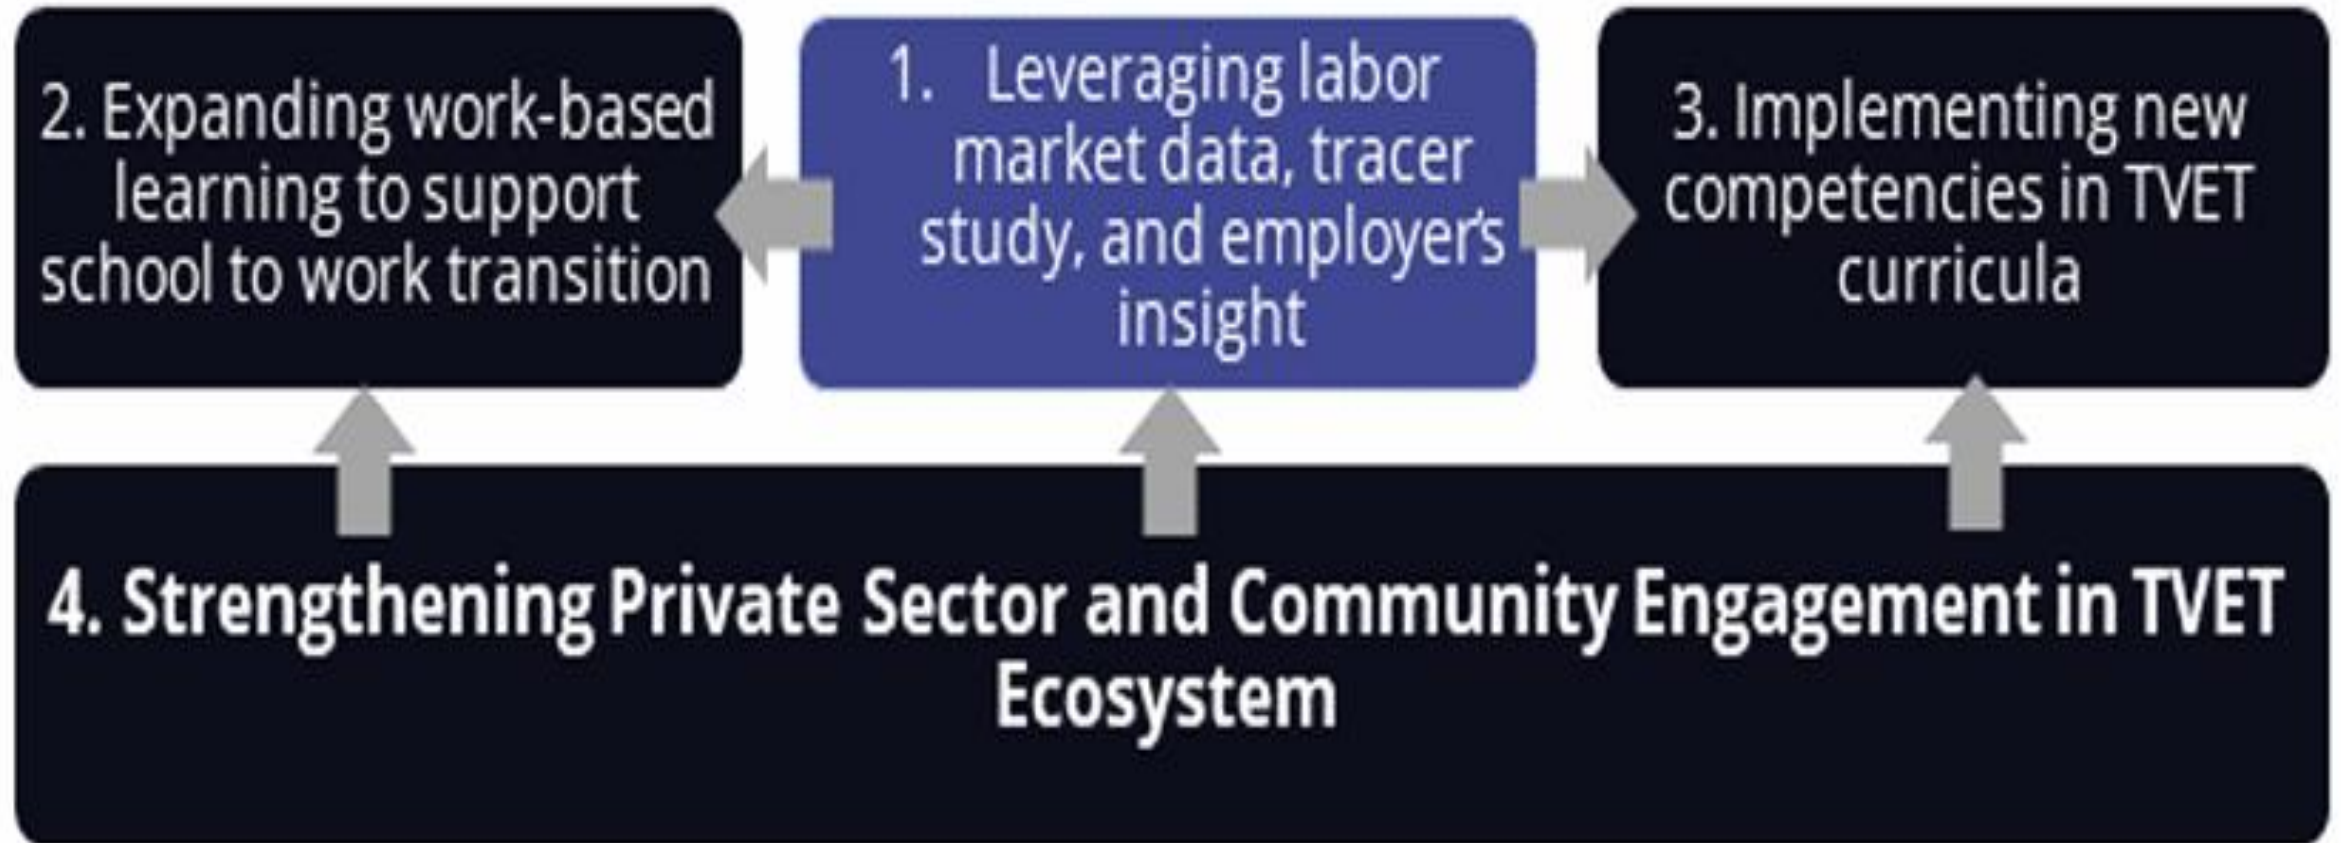 2. Expanding work-based
learning to support
school to work transition
1. Leveraging labor
market data, tracer
study, and employer's
insight
3. Implementing new
competencies in TVET
curricula
4. Strengthening Private Sector and Community Engagement in TVET
Ecosystem